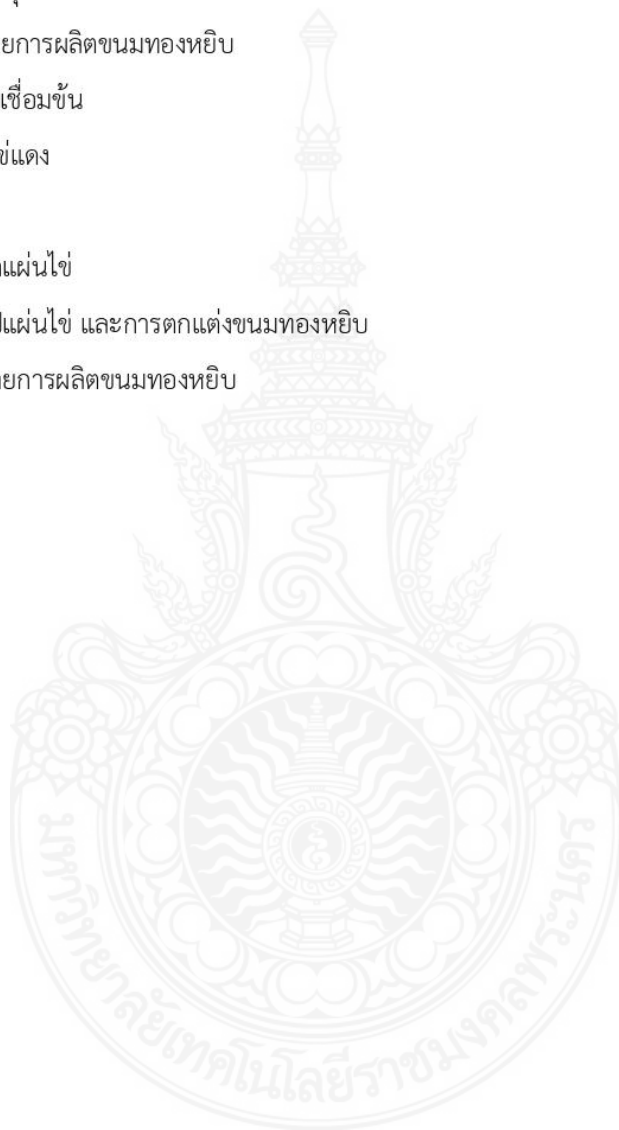 ยการผลิตขนมทองหยิบ
เชื่อมข้น
ข่แดง
แผ่นไข่
แผ่นไข่ และการตกแต่งขนมทองหยิบ
ยการผลิตขนมทองหยิบ
มหาวิทยาลัยเทคโนโลยีราชมงคลพระนคร